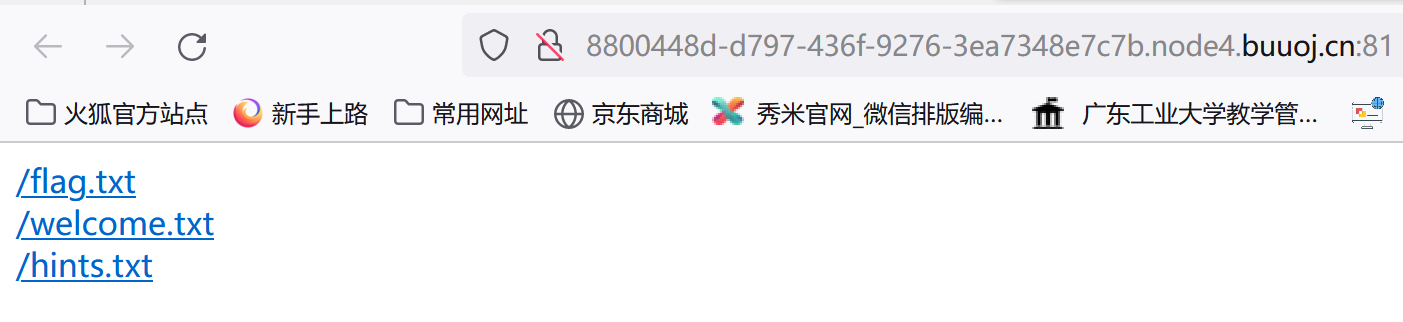 8800448d-d797-436f-9276-3ea7348e7c7b.node4.buuoj.cn:81
火狐官方站点 新手上路 常用网址 京东商城 秀米官网_微信排版编... 广东工业大学教学管...
/flag.txt
/welcome.txt
/hints.txt